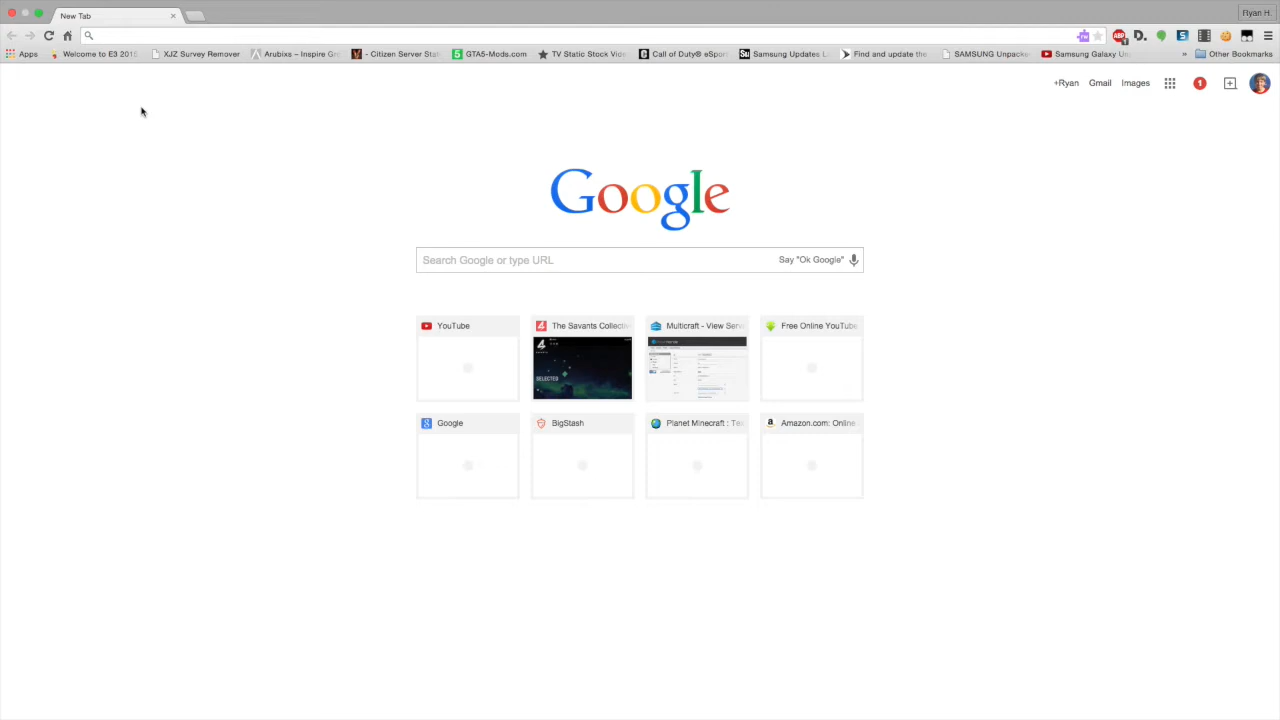 New Tab
Ryan H.
Apps
Welcome to E3 2015
XJZ Survey Remover
Arubixs – Inspire Gr
- Citizen Server Stat
GTA5-Mods.com
TV Static Stock Vide
Call of Duty® eSpor
Samsung Updates L
Find and update the
SAMSUNG Unpacke
Samsung Galaxy
» Other Bookmarks
+Ryan Gmail Images 1
Google
Search Google or type URL
Say "Ok Google"
YouTube
The Savants Collecti
Multicraft - View Serv
Free Online YouTube
SELECTED
Google
BigStash
Planet Minecraft : Te
Amazon.com: Online